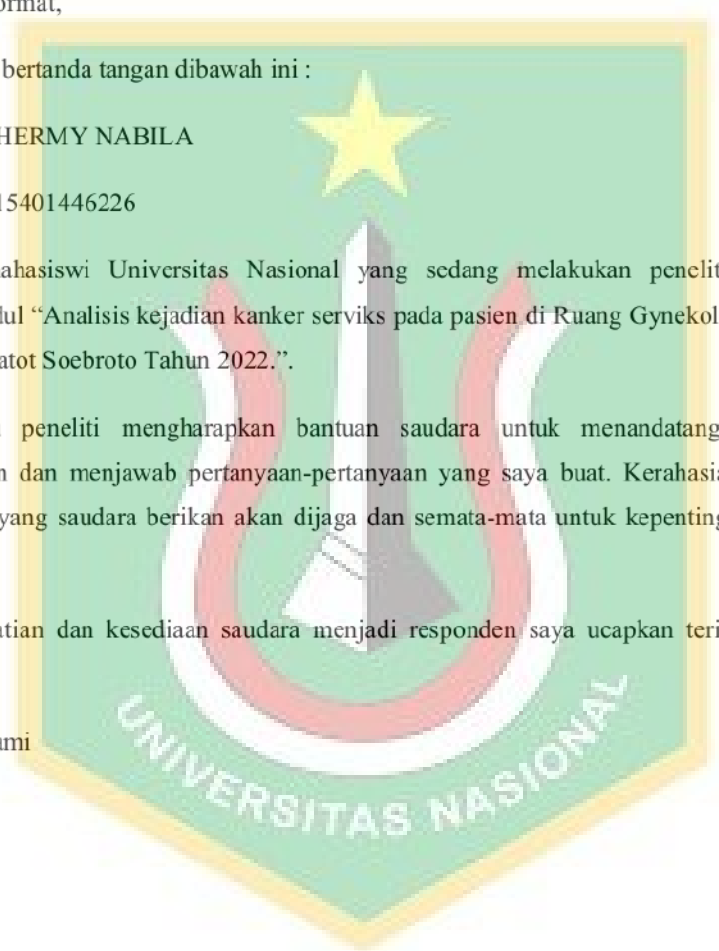 ormat,
bertanda tangan dibawah ini :
HERMY NABILA
15401446226
ahasiswi Universitas Nasional yang sedang melakukan penelit
dul “Analisis kejadian kanker serviks pada pasien di Ruang Gynekol
atot Soebroto Tahun 2022.”.
peneliti mengharapkan bantuan saudara untuk menandatang
n dan menjawab pertanyaan-pertanyaan yang saya buat. Kerahasia
yang saudara berikan akan dijaga dan semata-mata untuk kepenting
atian dan kesediaan saudara menjadi responden saya ucapkan teri
ami
UNIVERSITAS NASIONAL